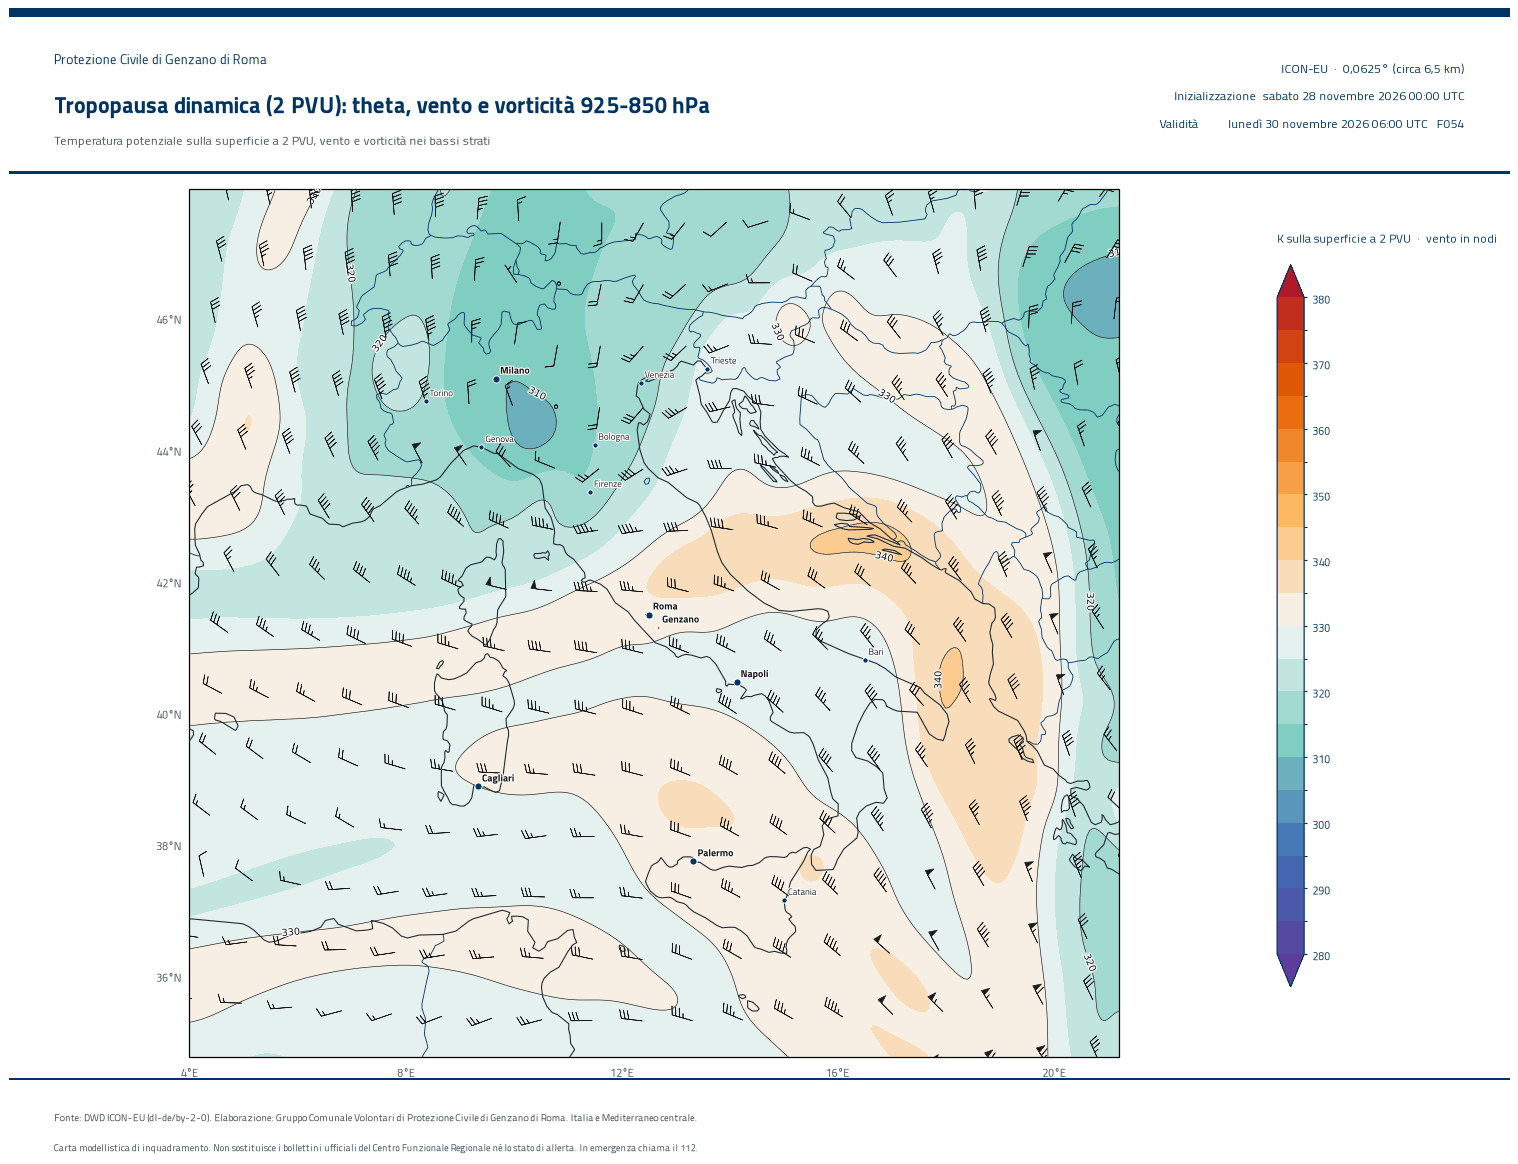 Protezione Civile di Genzano di Roma
Tropopausa dinamica (2 PVU): theta, vento e vorticità 925-850 hPa
Temperatura potenziale sulla superficie a 2 PVU, vento e vorticità nei bassi strati
ICON-EU · 0,0625° (circa 6,5 km)
Inizializzazione sabato 28 novembre 2026 00:00 UTC
Validità lunedì 30 novembre 2026 06:00 UTC F054
K sulla superficie a 2 PVU · vento in nodi
380
370
360
350
340
330
320
310
300
290
280
46°N
44°N
42°N
40°N
38°N
36°N
4°E
8°E
12°E
16°E
20°E
320
320
330
330
310
340
340
320
330
320
Milano
Torino
Genova
Bologna
Firenze
Venezia
Trieste
Roma
Genzano
Napoli
Bari
Cagliari
Palermo
Catania
Fonte: DWD ICON-EU (dl-de/by-2-0). Elaborazione: Gruppo Comunale Volontari di Protezione Civile di Genzano di Roma. Italia e Mediterraneo centrale.
Carta modellistica di inquadramento. Non sostituisce i bollettini ufficiali del Centro Funzionale Regionale né lo stato di allerta. In emergenza chiama il 112.